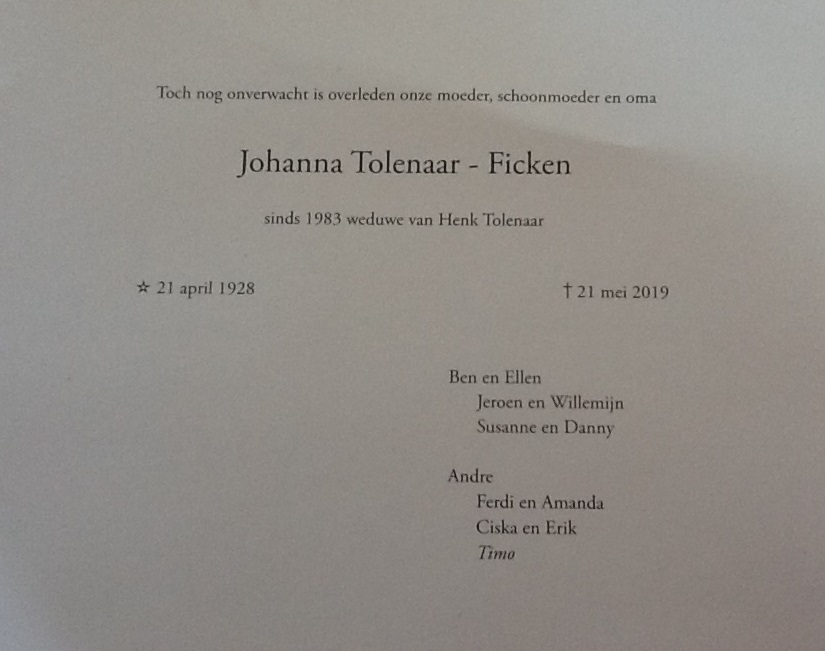 Toch nog onverwacht is overleden onze moeder, schoonmoeder en oma
Johanna Tolenaar - Ficken
sinds 1983 weduwe van Henk Tolenaar
☆ 21 april 1928 † 21 mei 2019
Ben en Ellen
Jeroen en Willemijn
Susanne en Danny
Andre
Ferdi en Amanda
Ciska en Erik
Timo